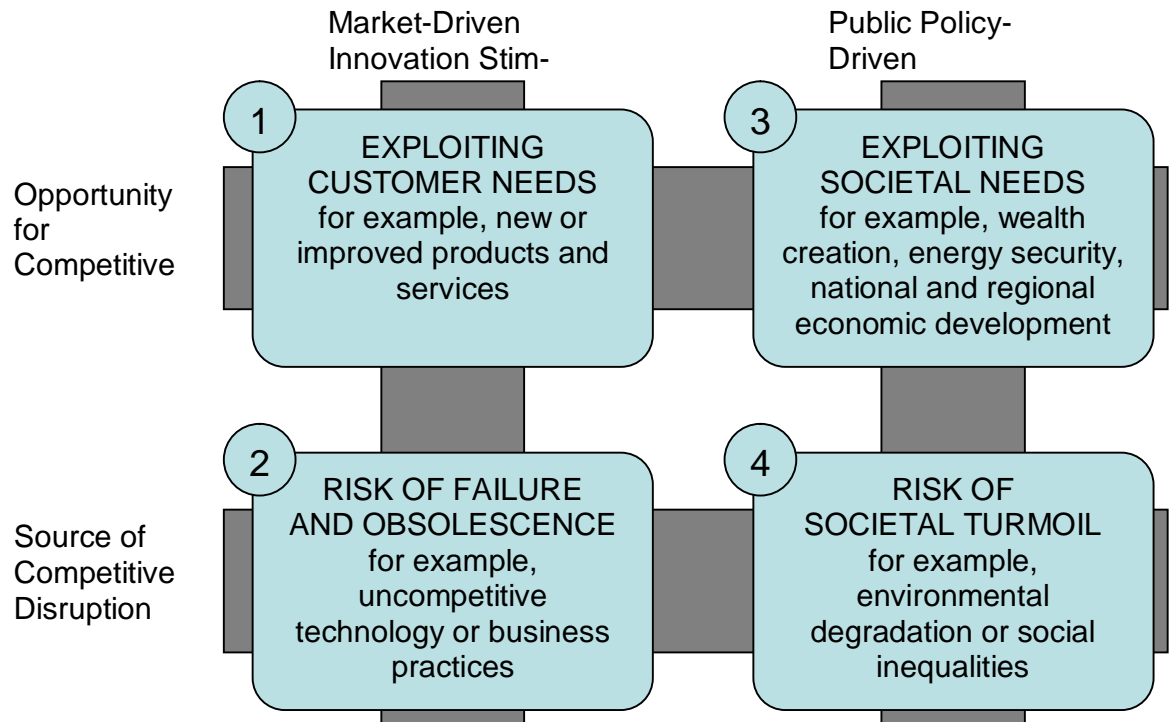 Market-Driven
Innovation Stim-
Public Policy-
Driven
Opportunity
for
Competitive
1
EXPLOITING
CUSTOMER NEEDS
for example, new or
improved products and
services
3
EXPLOITING
SOCIETAL NEEDS
for example, wealth
creation, energy security,
national and regional
economic development
Source of
Competitive
Disruption
2
RISK OF FAILURE
AND OBSOLESCENCE
for example,
uncompetitive
technology or business
practices
4
RISK OF
SOCIETAL TURMOIL
for example,
environmental
degradation or social
inequalities